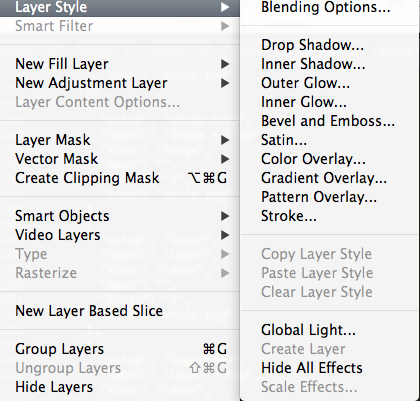 Layer Style
Smart Filter
New Fill Layer
New Adjustment Layer
Layer Content Options...
Layer Mask
Vector Mask
Create Clipping Mask ⌥⌘G
Smart Objects
Video Layers
Type
Rasterize
New Layer Based Slice
Group Layers ⌘G
Ungroup Layers ⇧⌘G
Hide Layers
Blending Options...
Drop Shadow...
Inner Shadow...
Outer Glow...
Inner Glow...
Bevel and Emboss...
Satin...
Color Overlay...
Gradient Overlay...
Pattern Overlay...
Stroke...
Copy Layer Style
Paste Layer Style
Clear Layer Style
Global Light...
Create Layer
Hide All Effects
Scale Effects...